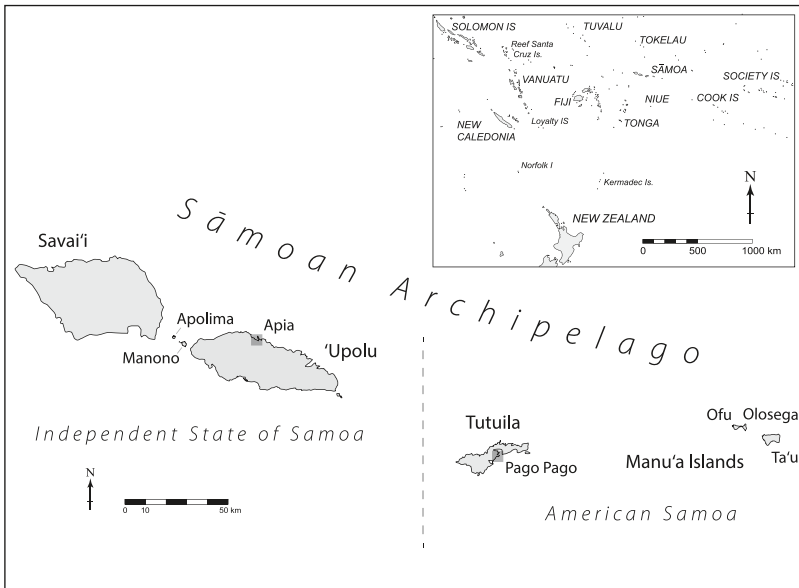 SOLOMON IS
TUVALU
TOKELAU
Reef Santa
Cruz Is.
SĀMOA
VANUATU
SOCIETY IS
FIJI
NIUE
COOK IS
NEW
CALEDONIA
Loyalty IS
TONGA
Norfolk I
Kermadec Is.
N
NEW ZEALAND
0 500 1000 km
Sāmoan Archipelago
Savai‘i
Apolima
Apia
Manono
‘Upolu
Independent State of Samoa
N
0 10 50 km
Tutuila
Pago Pago
Ofu Olosega
Manu‘a Islands
Ta‘u
American Samoa